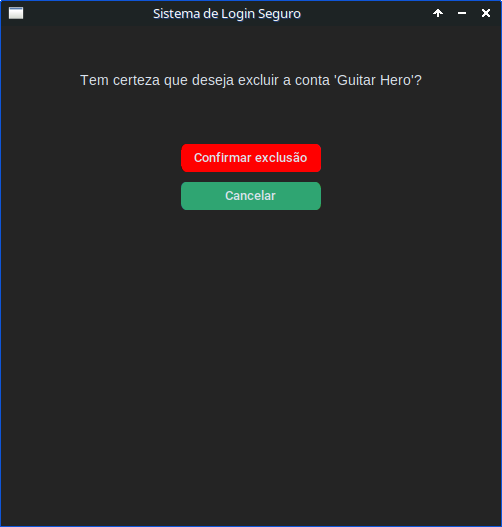 Sistema de Login Seguro
Tem certeza que deseja excluir a conta 'Guitar Hero'?
Confirmar exclusão
Cancelar